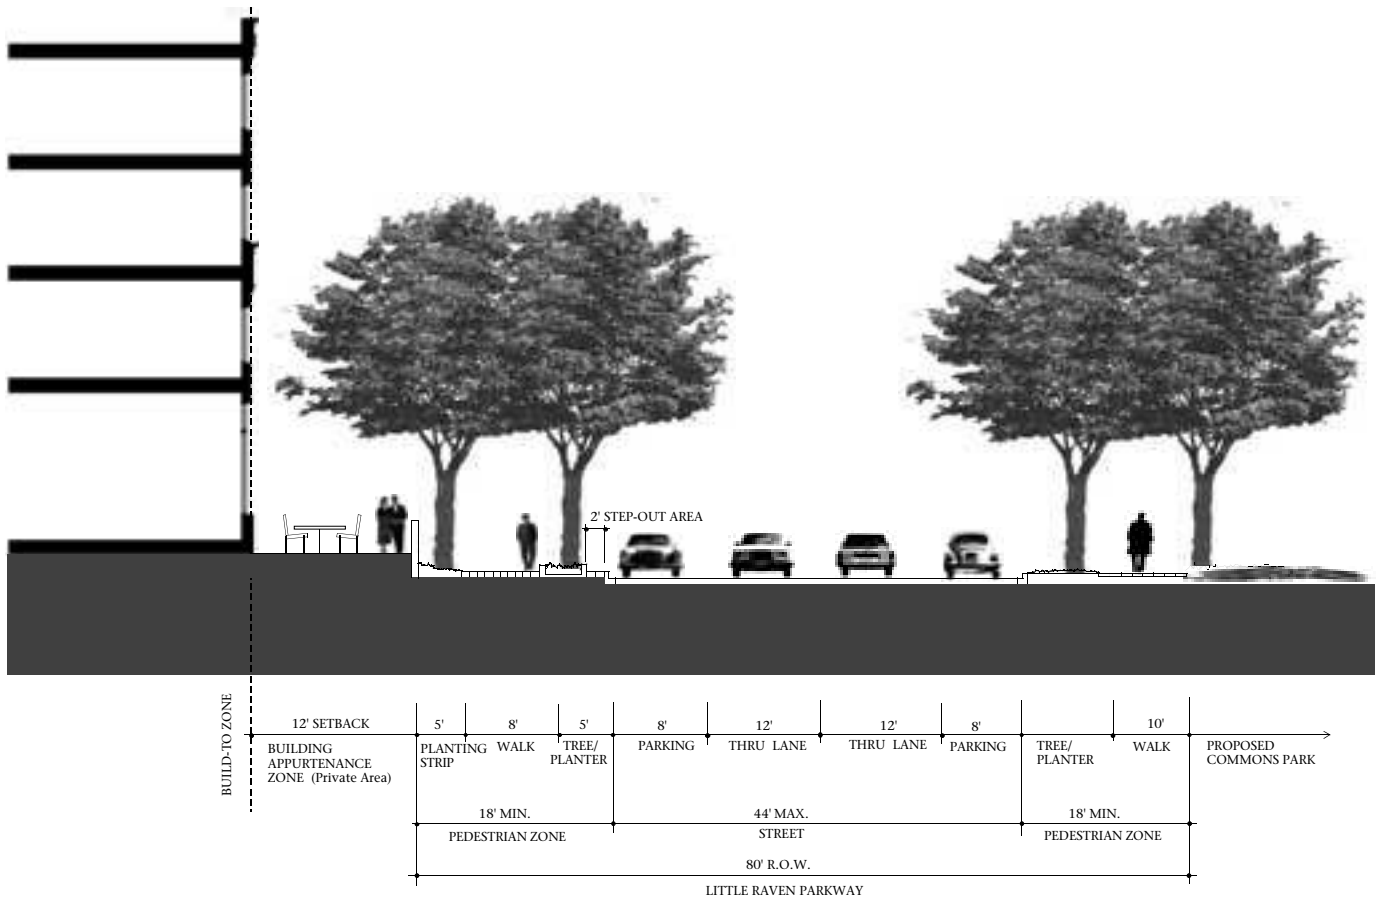 2' STEP-OUT AREA
BUILD-TO ZONE
12' SETBACK
BUILDING
APPURTENANCE
ZONE (Private Area)
5'
PLANTING
STRIP
8'
WALK
5'
TREE/
PLANTER
8'
PARKING
12'
THRU LANE
12'
THRU LANE
8'
PARKING
TREE/
PLANTER
10'
WALK
PROPOSED
COMMONS PARK
18' MIN.
PEDESTRIAN ZONE
44' MAX.
STREET
18' MIN.
PEDESTRIAN ZONE
80' R.O.W.
LITTLE RAVEN PARKWAY